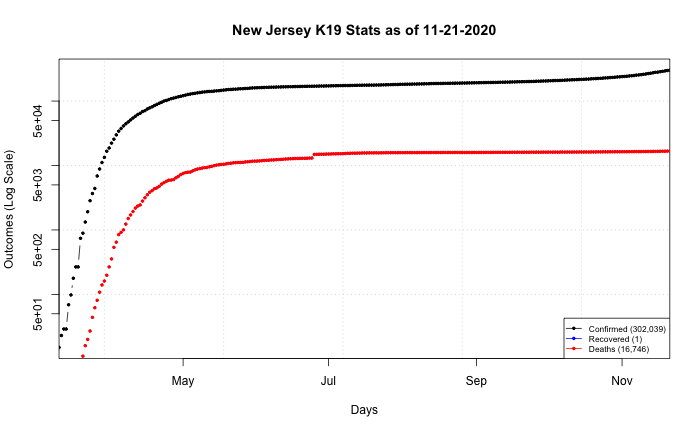 New Jersey K19 Stats as of 11-21-2020
Outcomes (Log Scale)
5e+04
5e+03
5e+02
5e+01
Confirmed (302,039)
Recovered (1)
Deaths (16,746)
May Jul Sep Nov
Days